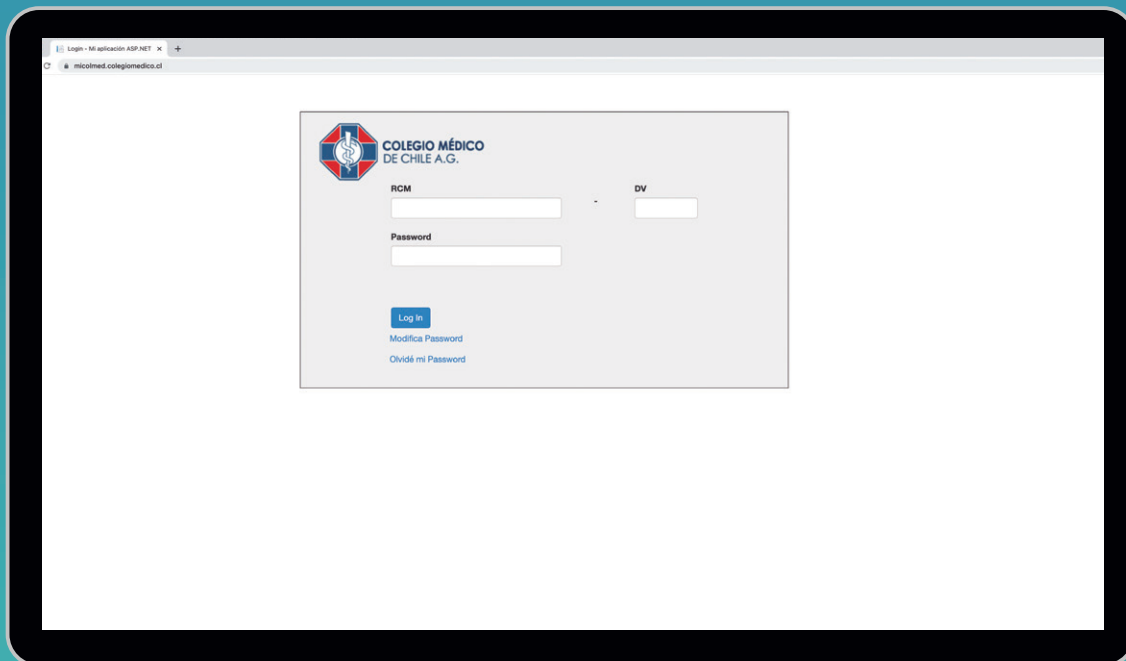 Login - Mi aplicación ASP.NET
micolmed.colegiomedico.cl
COLEGIO MÉDICO
DE CHILE A.G.
RCM
DV
-
Password
Log In
Modifica Password
Olvidé mi Password